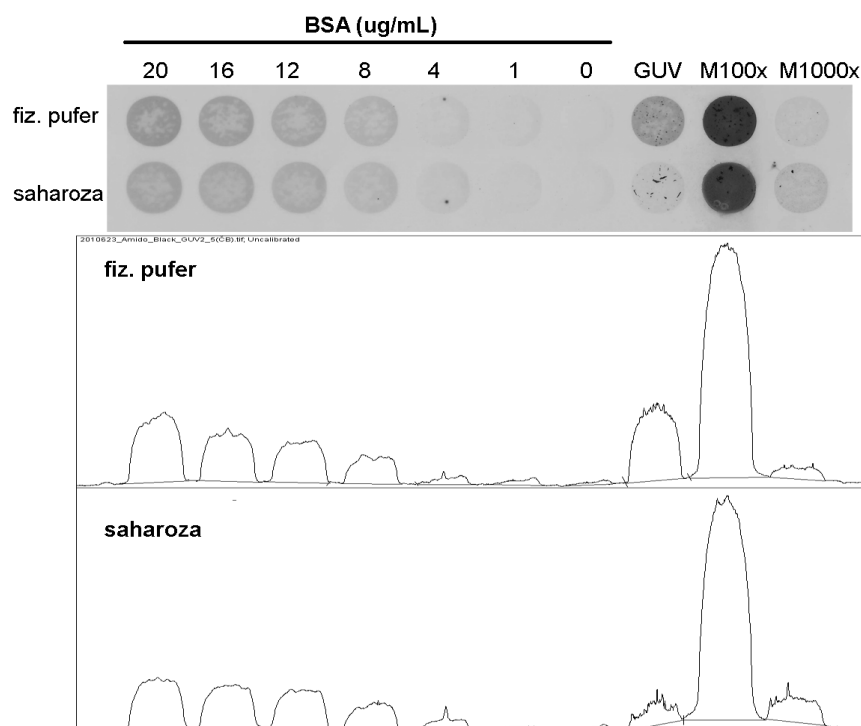 BSA (ug/mL)
20 16 12 8 4 1 0 GUV M100x M1000x
fiz. pufer
saharoza
2010623_Amido_Black_GUV2_5(CB).tif, Uncalibrated
fiz. pufer
saharoza